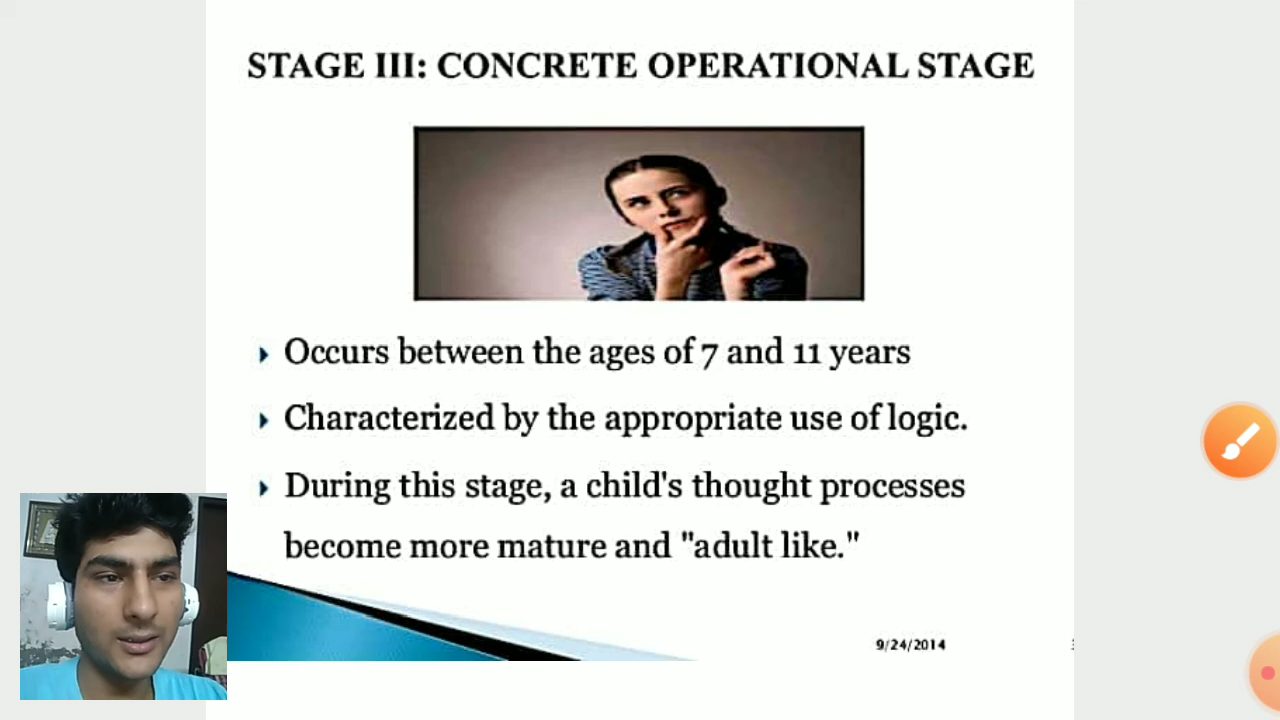 STAGE III: CONCRETE OPERATIONAL STAGE
Occurs between the ages of 7 and 11 years
Characterized by the appropriate use of logic.
During this stage, a child's thought processes
become more mature and "adult like."
9/24/2014